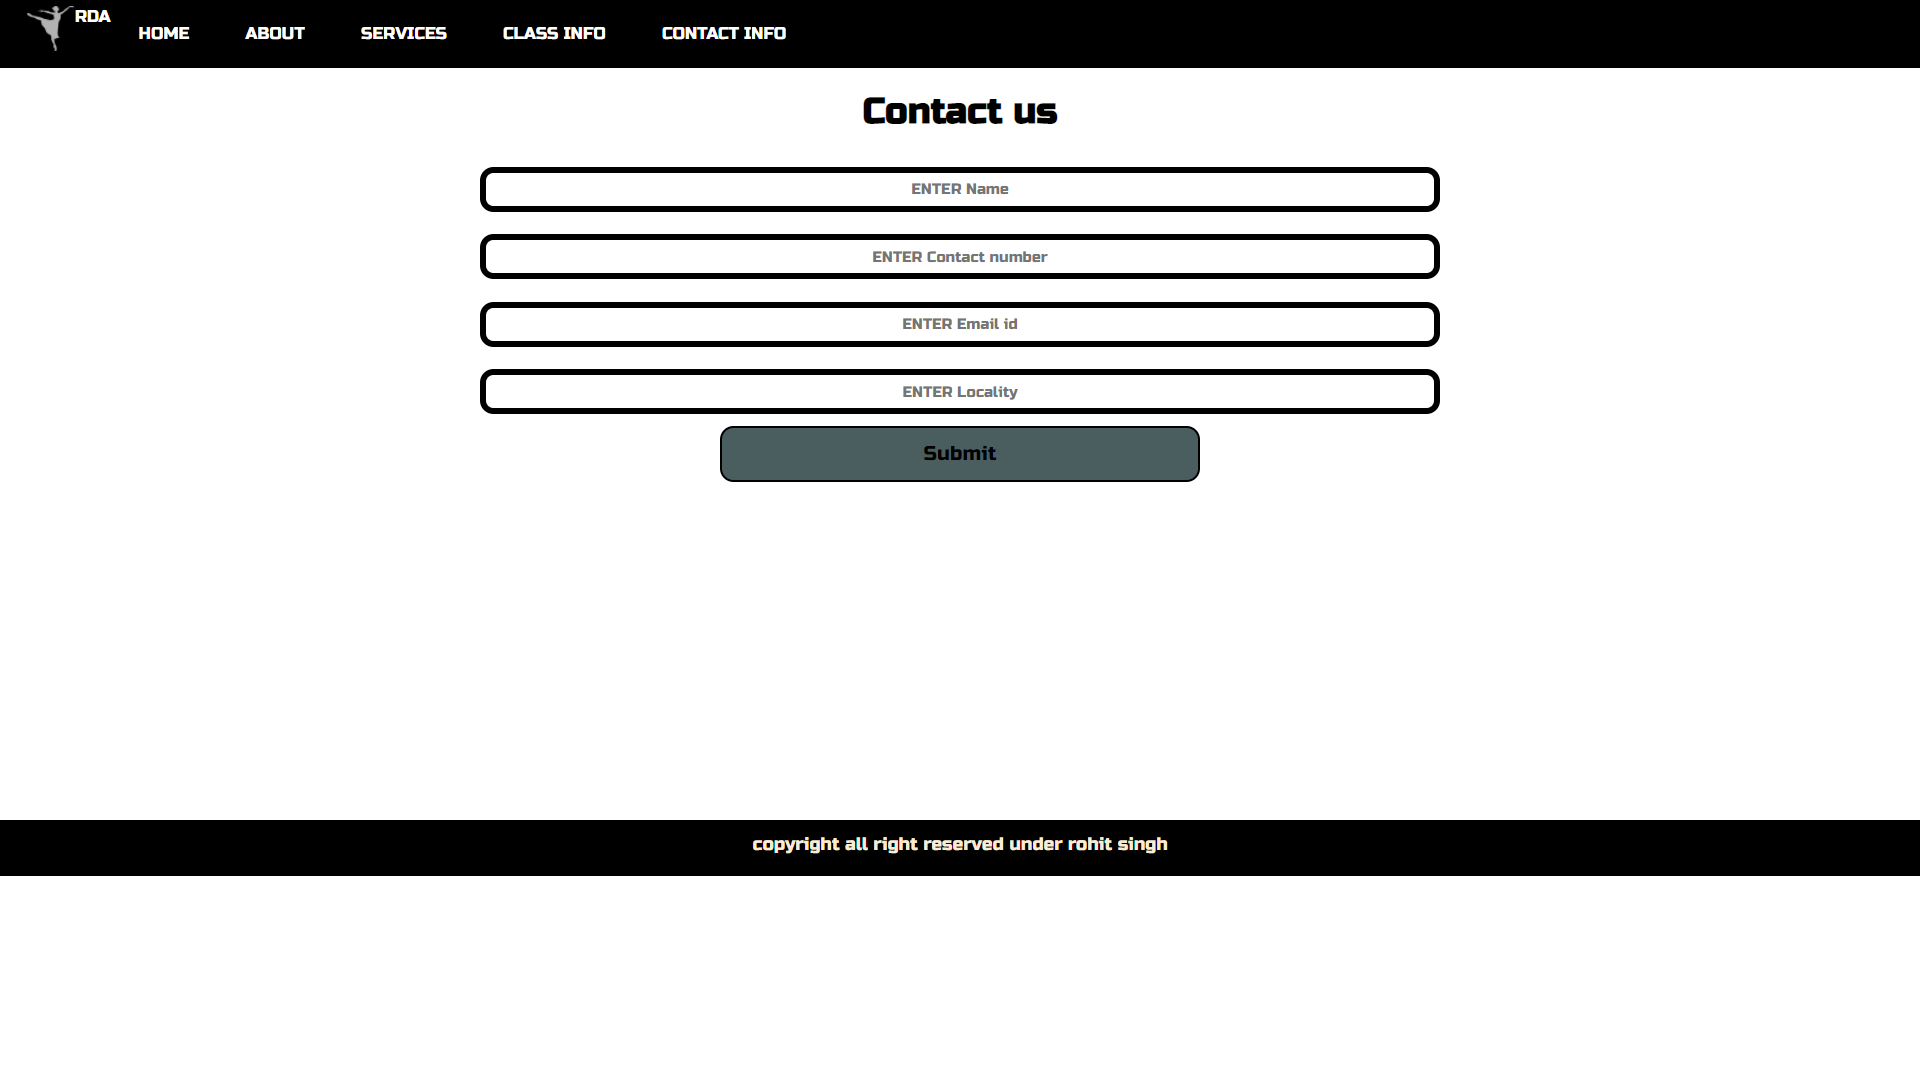 RDA
HOME ABOUT SERVICES CLASS INFO CONTACT INFO
Contact us
ENTER Name
ENTER Contact number
ENTER Email id
ENTER Locality
Submit
copyright all right reserved under rohit singh